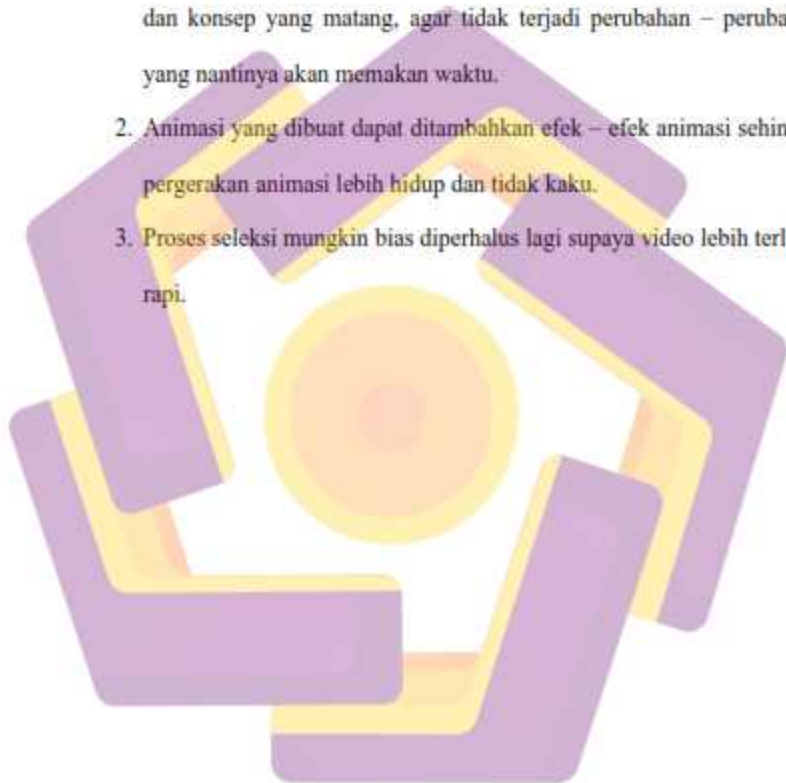 dan konsep yang matang, agar tidak terjadi perubahan – peruba
yang nantinya akan memakan waktu.
2. Animasi yang dibuat dapat ditambahkan efek – efek animasi sehin
pergerakan animasi lebih hidup dan tidak kaku.
3. Proses seleksi mungkin bias diperhalus lagi supaya video lebih terl
rapi.